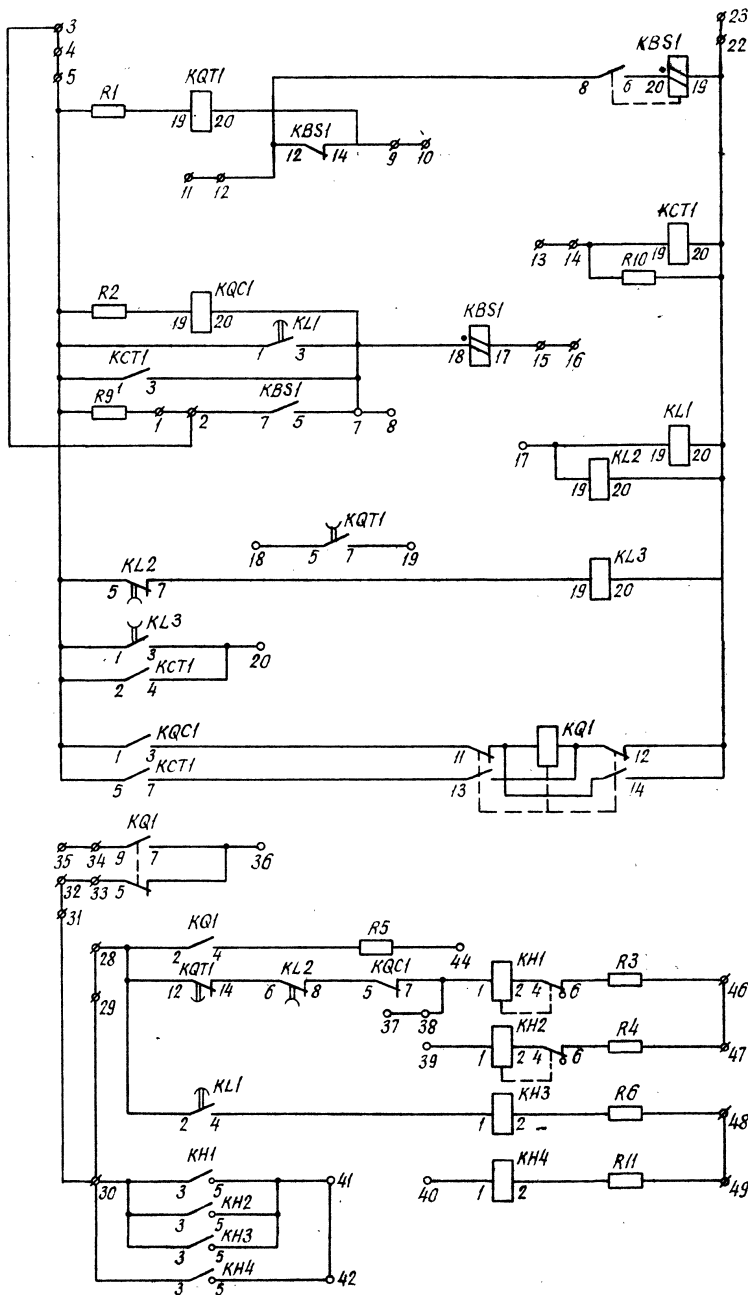 3 23
4 22
5 KBS1
R1 KQT1 8 6 20 19
19 20
KBS1
12 14 9 10
11 12
KCT1
13 14 19 20
R10
R2 KQC1
19 20 KL1 KBS1
1 3 18 17 15 16
KCT1
1 3
R9 KBS1
1 2 7 5 7 8
KL1
17 19 20
KL2
19 20
KQT1
18 5 7 19
KL2 KL3
5 7 19 20
KL3
1 3 20
KCT1
2 4
KQC1 KQ1
1 3 11 12
KCT1
5 7 13 14
KQ1
35 34 9 7 36
32 33 5
31
KQ1 R5
28 2 4 44
KQT1 KL2 KQC1 KH1 R3
12 14 6 8 5 7 1 2 4 6 46
29 37 38
KH2 R4
39 1 2 4 6 47
KL1 KH3 R6
2 4 1 2 48
KH1 KH4 R11
30 3 5 41 40 1 2 49
KH2
3 5
KH3
3 5
KH4
3 5 42